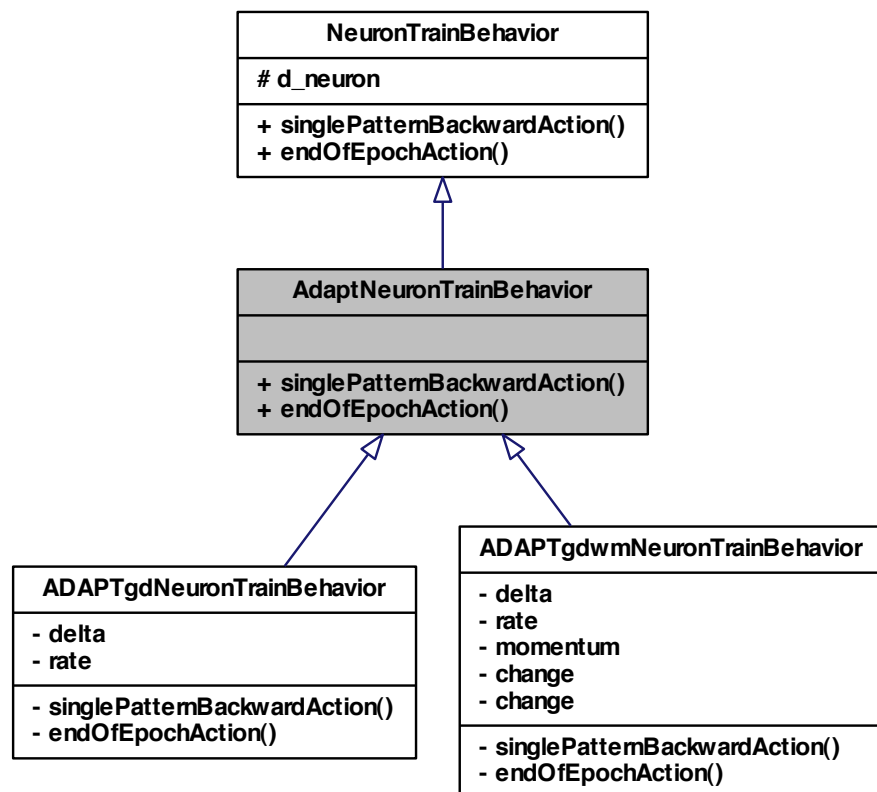 NeuronTrainBehavior
# d_neuron
+ singlePatternBackwardAction()
+ endOfEpochAction()
AdaptNeuronTrainBehavior
+ singlePatternBackwardAction()
+ endOfEpochAction()
ADAPTgdNeuronTrainBehavior
- delta
- rate
- singlePatternBackwardAction()
- endOfEpochAction()
ADAPTgdwmNeuronTrainBehavior
- delta
- rate
- momentum
- change
- change
- singlePatternBackwardAction()
- endOfEpochAction()